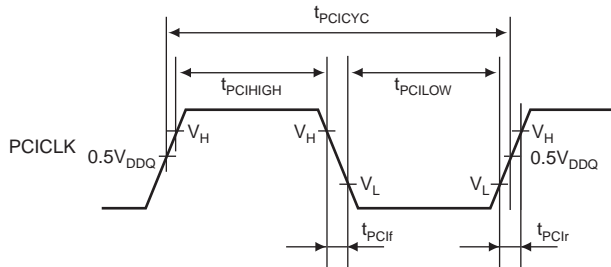 tPCICYC
tPCIHIGH
tPCILOW
VH
VH
VH
PCICLK
0.5VDDQ
0.5VDDQ
VL
VL
tPCIf
tPCIr